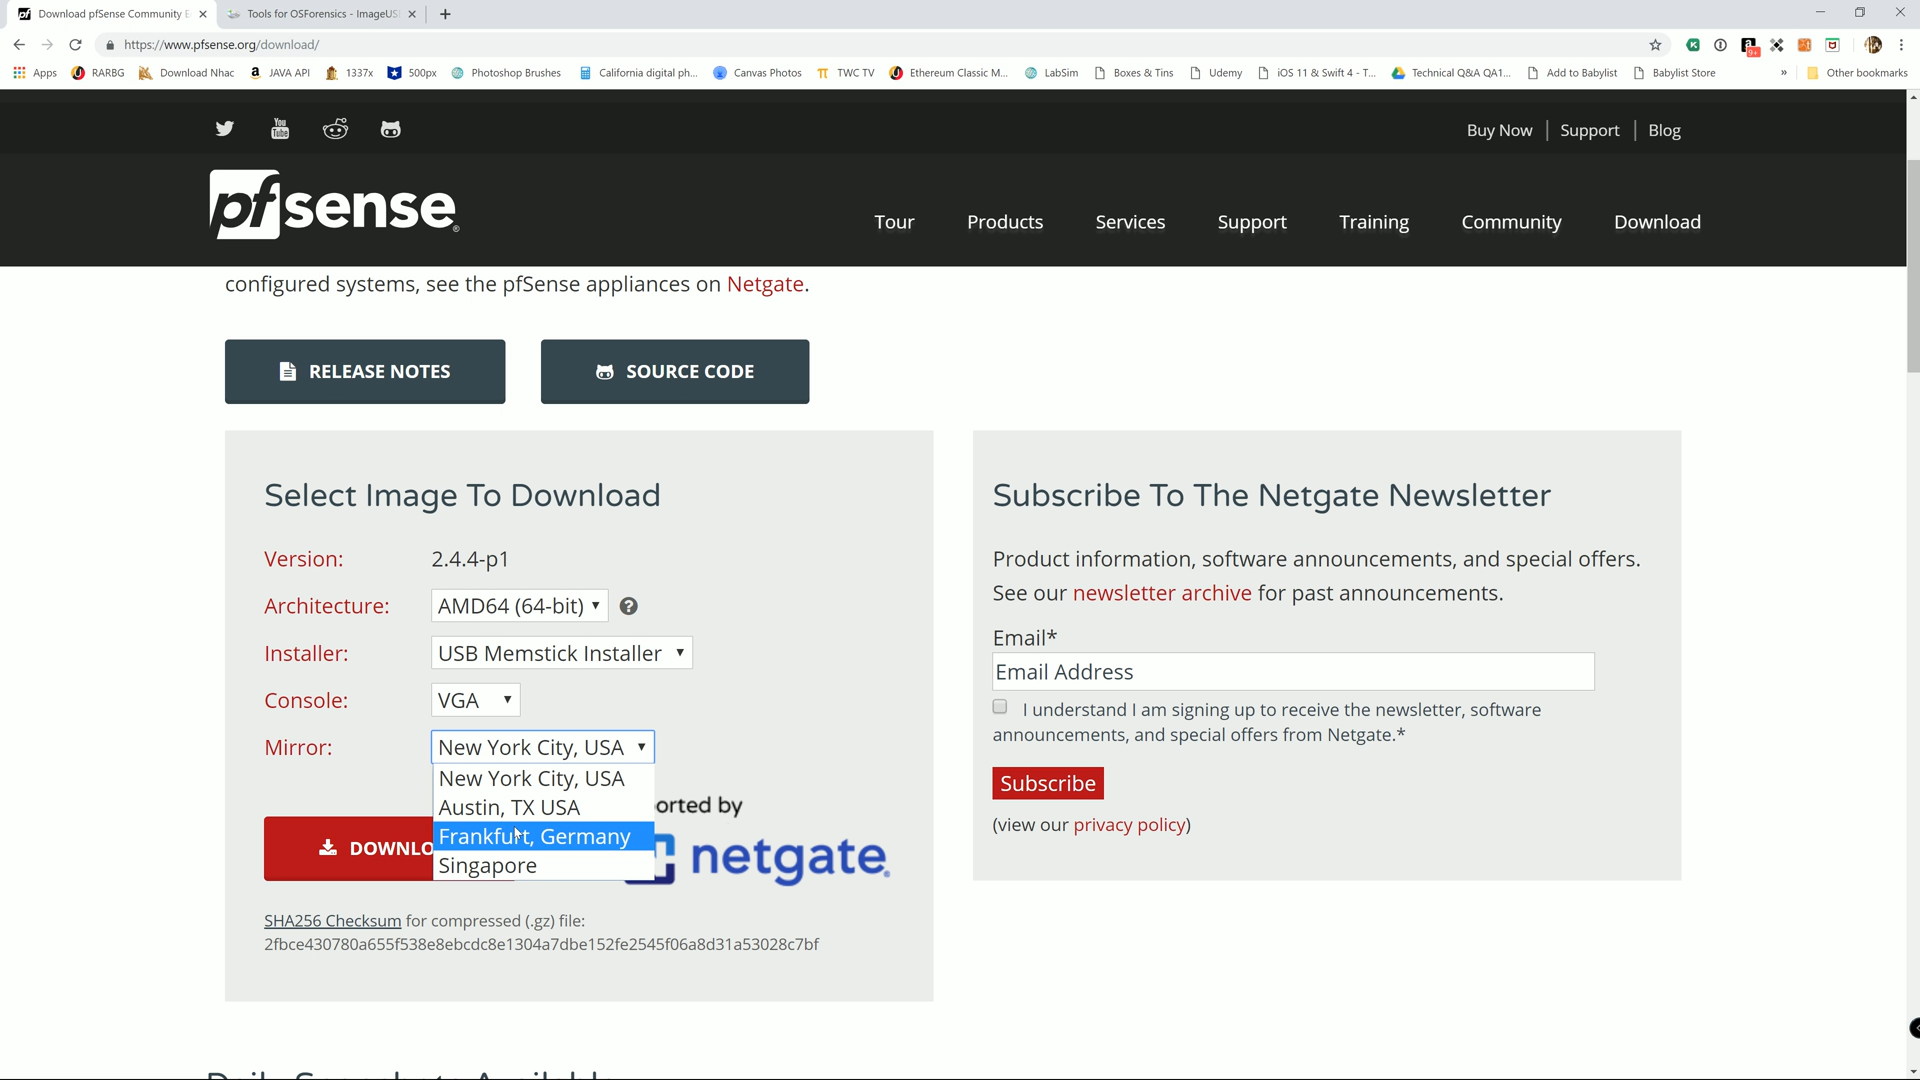 Download pfSense Community E
Tools for OSForensics - ImageUS
https://www.pfsense.org/download/
Apps
RARBG
Download Nhac
JAVA API
1337x
500px
Photoshop Brushes
California digital ph...
Canvas Photos
TWC TV
Ethereum Classic M...
LabSim
Boxes & Tins
Udemy
iOS 11 & Swift 4 - T...
Technical Q&A QA1...
Add to Babylist
Babylist Store
»
Other bookmarks
You Tube
Buy Now | Support | Blog
pfsense
Tour
Products
Services
Support
Training
Community
Download
configured systems, see the pfSense appliances on Netgate.
RELEASE NOTES
SOURCE CODE
Select Image To Download
Version: 2.4.4-p1
Architecture: AMD64 (64-bit)
Installer: USB Memstick Installer
Console: VGA
Mirror: New York City, USA
New York City, USA
Austin, TX USA
Frankfurt, Germany
Singapore
DOWNLO
orted by
netgate
SHA256 Checksum for compressed (.gz) file:
2fbce430780a655f538e8ebcdc8e1304a7dbe152fe2545f06a8d31a53028c7bf
Subscribe To The Netgate Newsletter
Product information, software announcements, and special offers.
See our newsletter archive for past announcements.
Email*
Email Address
I understand I am signing up to receive the newsletter, software
announcements, and special offers from Netgate.*
Subscribe
(view our privacy policy)